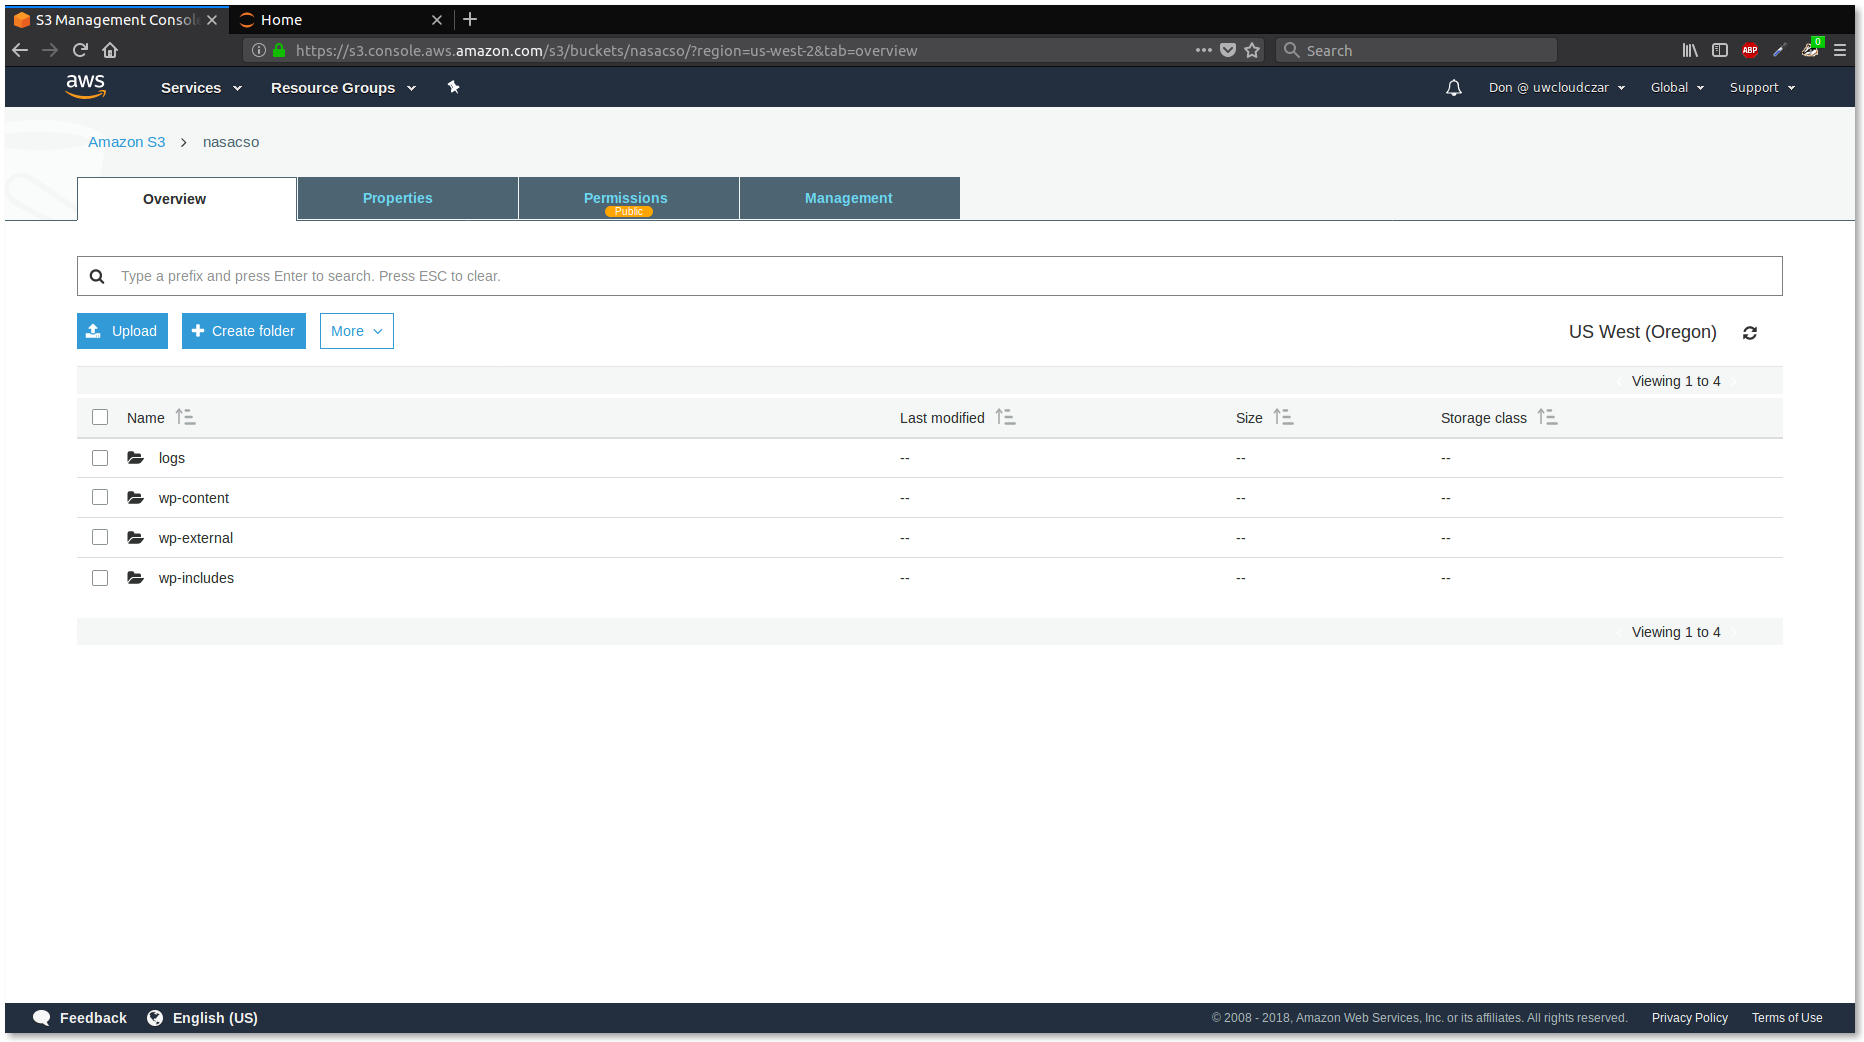 S3 Management Consol
Home
https://s3.console.aws.amazon.com/s3/buckets/nasacso/?region=us-west-2&tab=overview
Search
ABP
0
aws
Services
Resource Groups
Don @ uwcloudczar
Global
Support
Amazon S3 > nasacso
Overview
Properties
Permissions
Public
Management
Type a prefix and press Enter to search. Press ESC to clear.
Upload
Create folder
More
US West (Oregon)
Viewing 1 to 4
Name
Last modified
Size
Storage class
logs -- -- --
wp-content -- -- --
wp-external -- -- --
wp-includes -- -- --
Viewing 1 to 4
Feedback
English (US)
© 2008 - 2018, Amazon Web Services, Inc. or its affiliates. All rights reserved.
Privacy Policy
Terms of Use